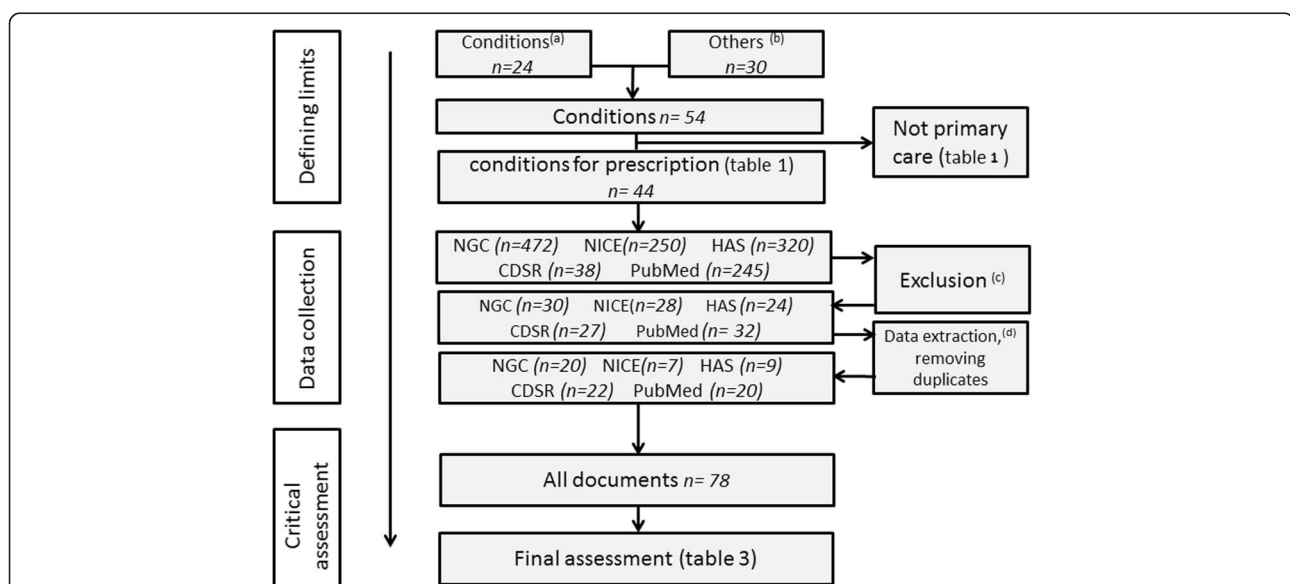 Defining limits
Conditions(a)
n=24
Others (b)
n=30
Conditions n= 54
Not primary
care (table 1 )
conditions for prescription (table 1)
n= 44
Data collection
NGC (n=472) NICE(n=250) HAS (n=320)
CDSR (n=38) PubMed (n=245)
Exclusion (c)
NGC (n=30) NICE(n=28) HAS (n=24)
CDSR (n=27) PubMed (n= 32)
Data extraction,(d)
removing
duplicates
NGC (n=20) NICE(n=7) HAS (n=9)
CDSR (n=22) PubMed (n=20)
Critical
assessment
All documents n= 78
Final assessment (table 3)